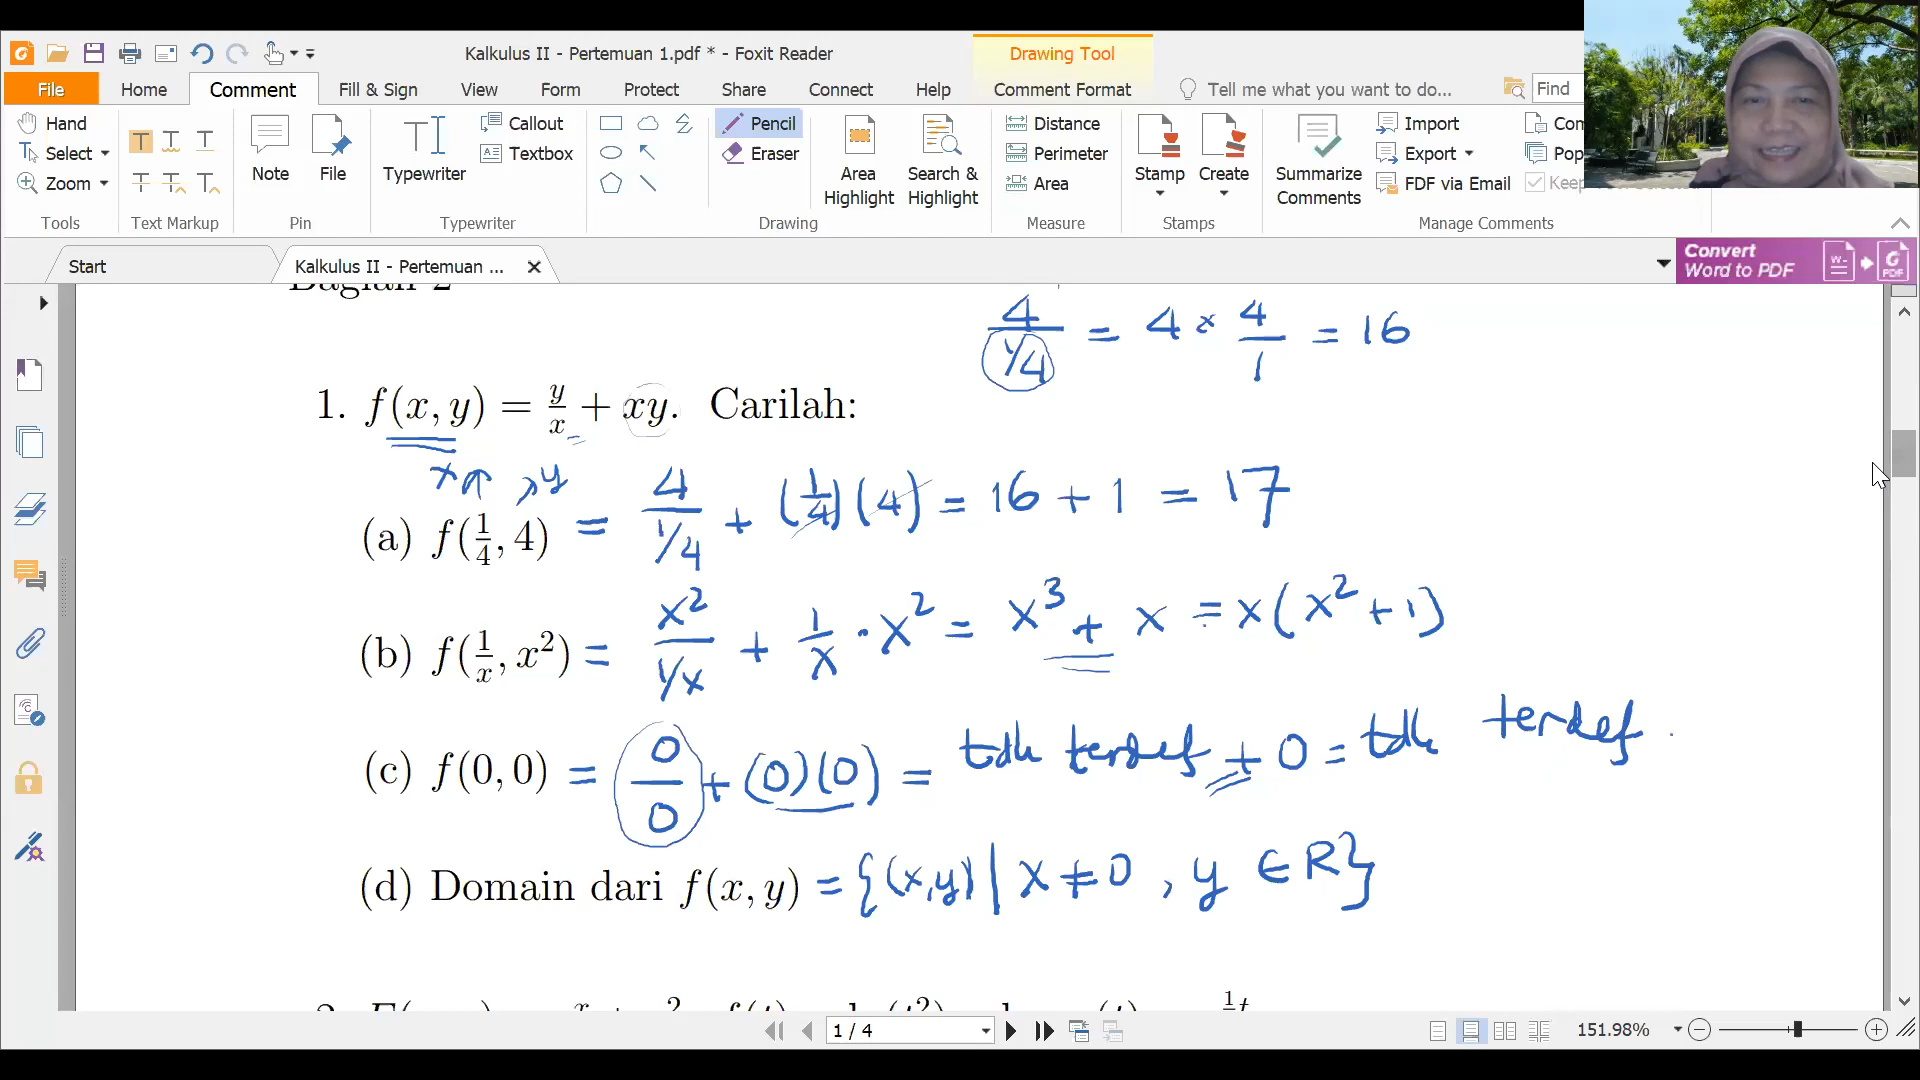 Kalkulus II - Pertemuan 1.pdf * - Foxit Reader
Drawing Tool
File Home Comment Fill & Sign View Form Protect Share Connect Help Comment Format Tell me what you want to do... Find
Hand
Select
Zoom
Tools
Text Markup
Note
File
Pin
Typewriter
Callout
Textbox
Typewriter
Pencil
Eraser
Area Highlight
Search & Highlight
Drawing
Distance
Perimeter
Area
Measure
Stamp
Create
Stamps
Summarize Comments
Import
Export
FDF via Email
Com
Pop
Keep
Manage Comments
Start
Kalkulus II - Pertemuan ...
Convert
Word to PDF
Bagian 2
4/(1/4) = 4 × 4/1 = 16
1. f(x, y) = y/x + xy. Carilah:
x y
(a) f(1/4, 4) = 4/(1/4) + (1/4)(4) = 16 + 1 = 17
(b) f(1/x, x²) = x²/(1/x) + 1/x · x² = x³ + x = x(x² + 1)
(c) f(0, 0) = 0/0 + (0)(0) = tdk terdef + 0 = tdk terdef.
(d) Domain dari f(x, y) = {(x,y) | x ≠ 0, y ∈ R}
1 / 4
151.98%